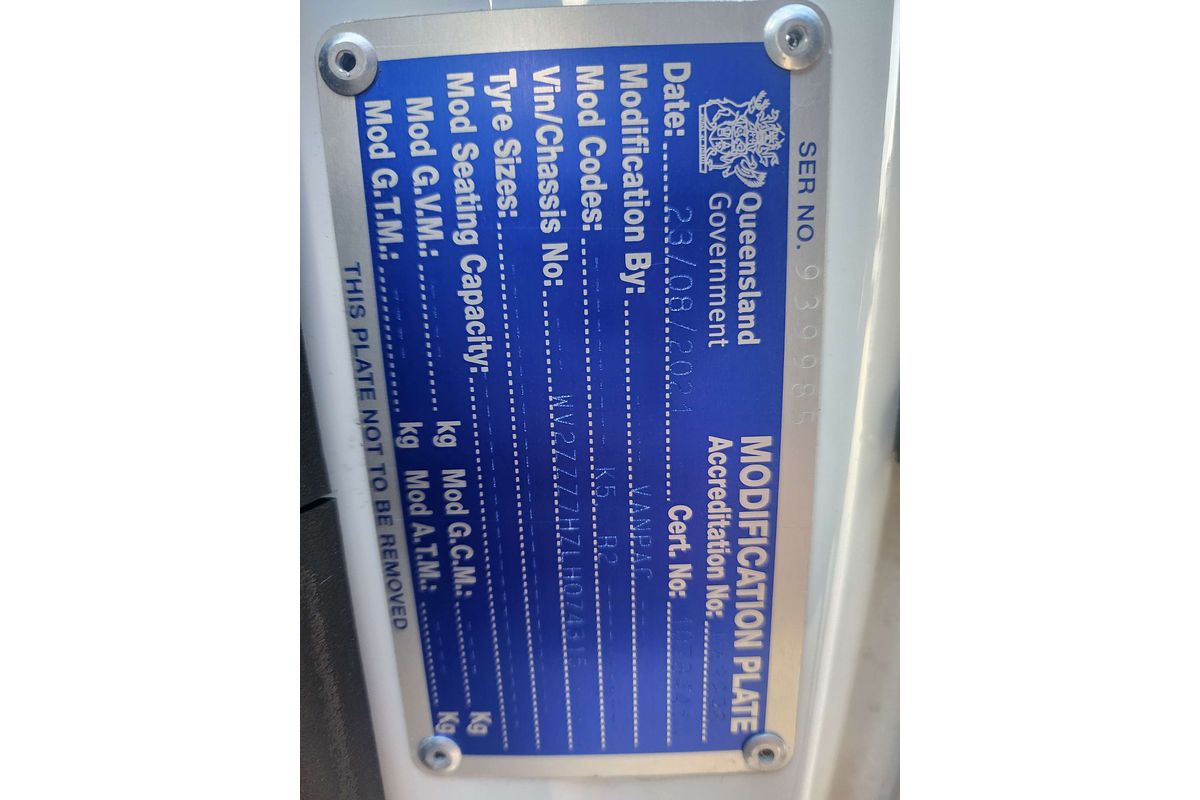 SER NO. 939985
Queensland
Government
MODIFICATION PLATE
Accreditation No:
Date: 23/08/2021 Cert. No:
Modification By: VANPAC
Mod Codes: K5 B2
Vin/Chassis No: WV2ZZZ7HZLH074315
Tyre Sizes:
Mod Seating Capacity:
Mod G.V.M.: kg Mod G.C.M.: Kg
Mod G.T.M.: kg Mod A.T.M.: Kg
THIS PLATE NOT TO BE REMOVED